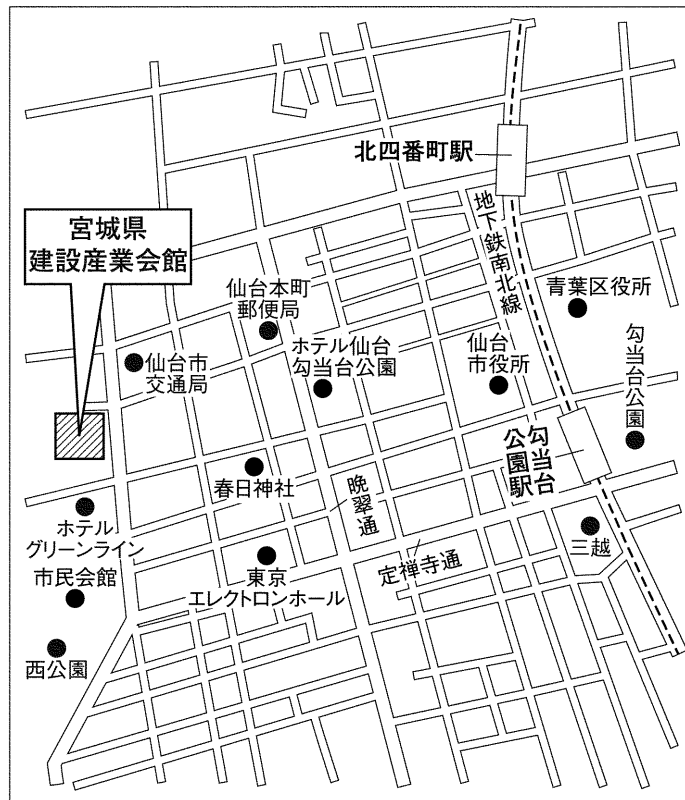 北四番町駅
宮城県
建設産業会館
地下鉄南北線
仙台本町
郵便局
青葉区役所
勾当台公園
仙台市
交通局
ホテル仙台
勾当台公園
仙台
市役所
勾当台
公園駅
春日神社
晩翠通
ホテル
グリーンライン
三越
定禅寺通
市民会館
東京
エレクトロンホール
西公園